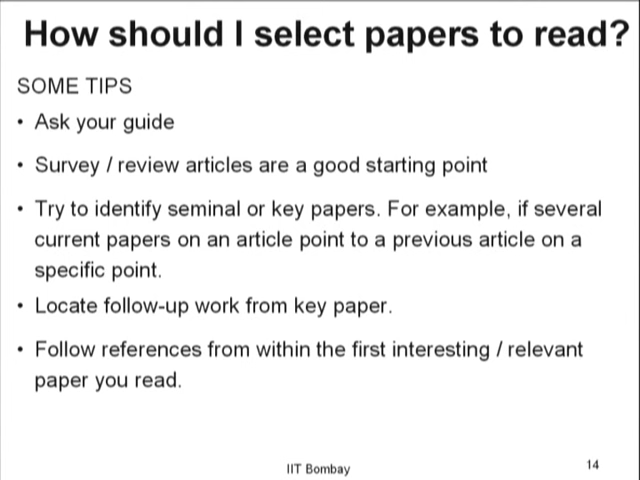 How should I select papers to read?
SOME TIPS
• Ask your guide
• Survey / review articles are a good starting point
• Try to identify seminal or key papers. For example, if several
current papers on an article point to a previous article on a
specific point.
• Locate follow-up work from key paper.
• Follow references from within the first interesting / relevant
paper you read.
IIT Bombay
14